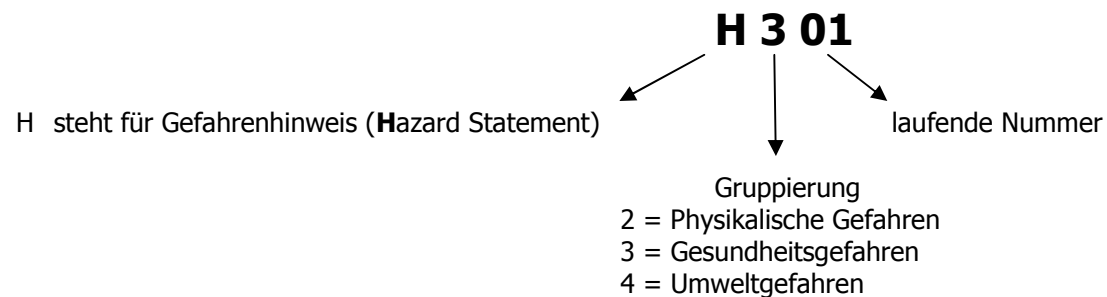 H 3 01
H steht für Gefahrenhinweis (Hazard Statement)
laufende Nummer
Gruppierung
2 = Physikalische Gefahren
3 = Gesundheitsgefahren
4 = Umweltgefahren